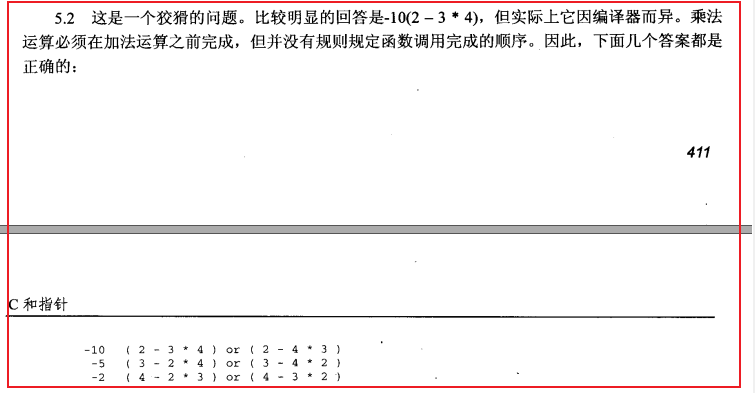 5.2 这是一个狡猾的问题。比较明显的回答是-10(2 – 3 * 4)，但实际上它因编译器而异。乘法
运算必须在加法运算之前完成，但并没有规则规定函数调用完成的顺序。因此，下面几个答案都是
正确的：
411
C 和指针
-10 ( 2 - 3 * 4 ) or ( 2 - 4 * 3 )
-5 ( 3 - 2 * 4 ) or ( 3 - 4 * 2 )
-2 ( 4 - 2 * 3 ) or ( 4 - 3 * 2 )